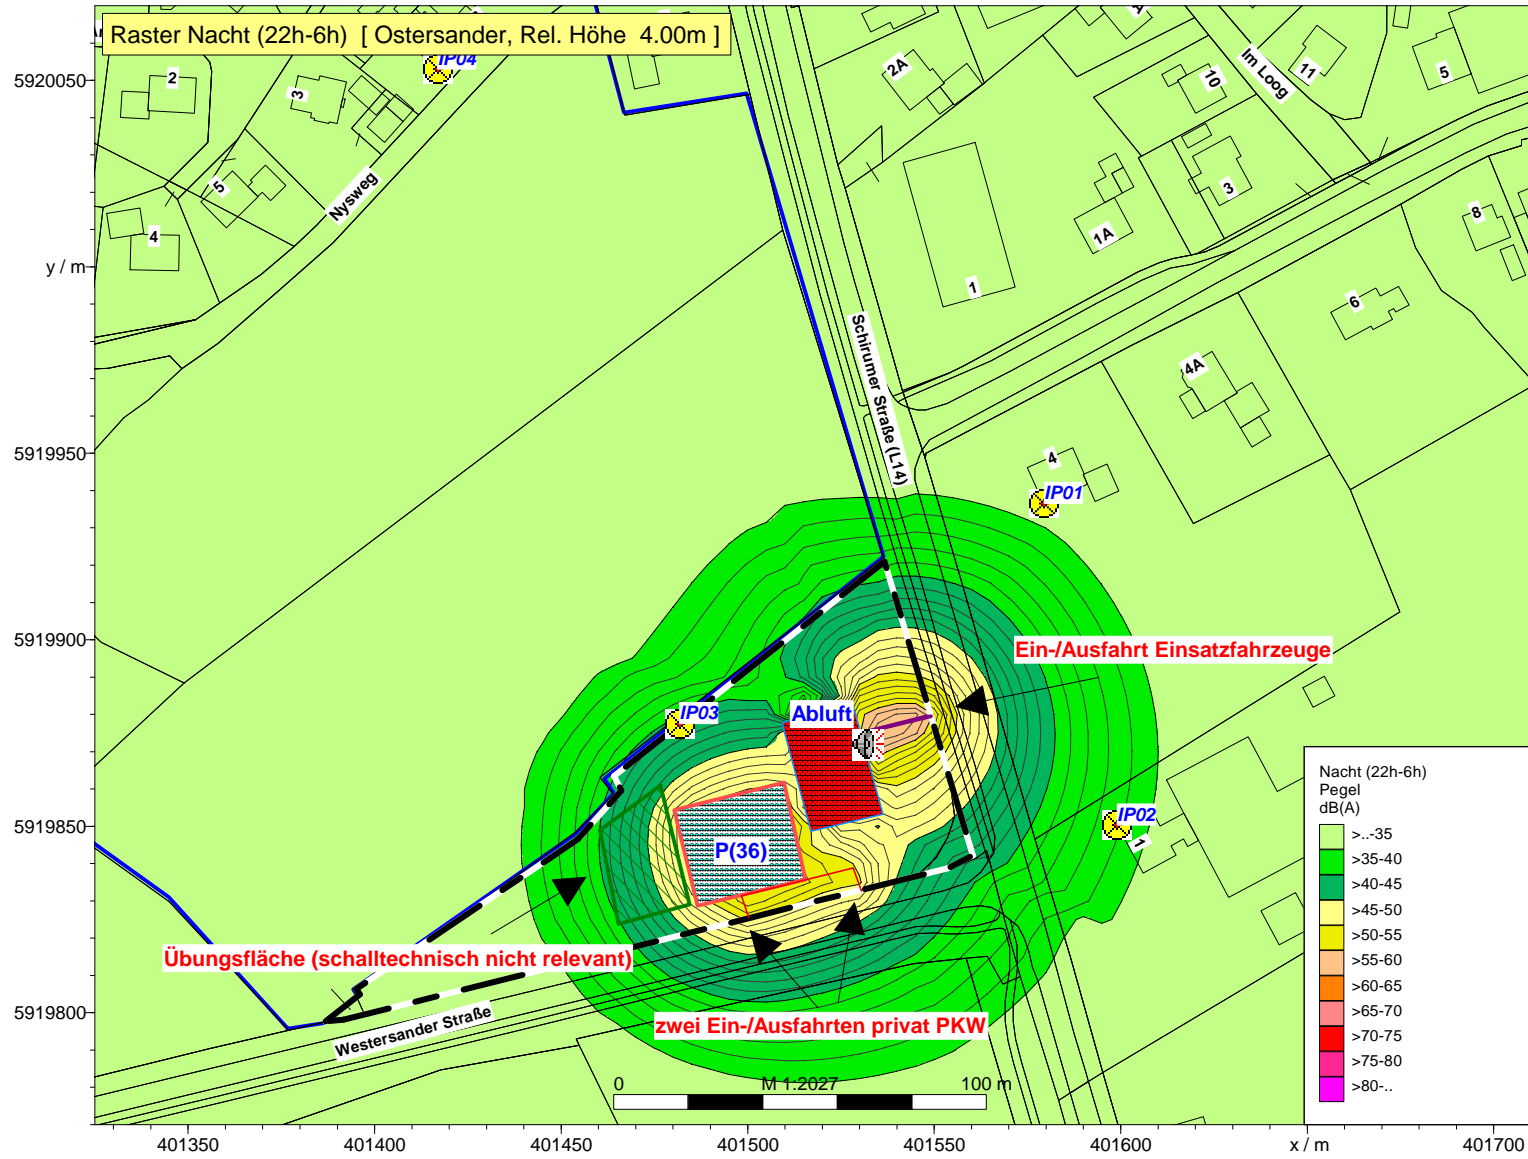 Raster Nacht (22h-6h) [ Ostersander, Rel. Höhe 4.00m ]
IP04
5920050
2
3
5
4
Nysweg
2A
10
11
Im Loog
5
3
8
1A
1
6
y / m
Schirumer Straße (L14)
4A
4
IP01
5919950
5919900
Ein-/Ausfahrt Einsatzfahrzeuge
IP03
Abluft
5919850
P(36)
IP02
1
Übungsfläche (schalltechnisch nicht relevant)
5919800
Westersander Straße
zwei Ein-/Ausfahrten privat PKW
0
M 1:2027
100 m
Nacht (22h-6h)
Pegel
dB(A)
>..-35
>35-40
>40-45
>45-50
>50-55
>55-60
>60-65
>65-70
>70-75
>75-80
>80-..
401350
401400
401450
401500
401550
401600
x / m
401700